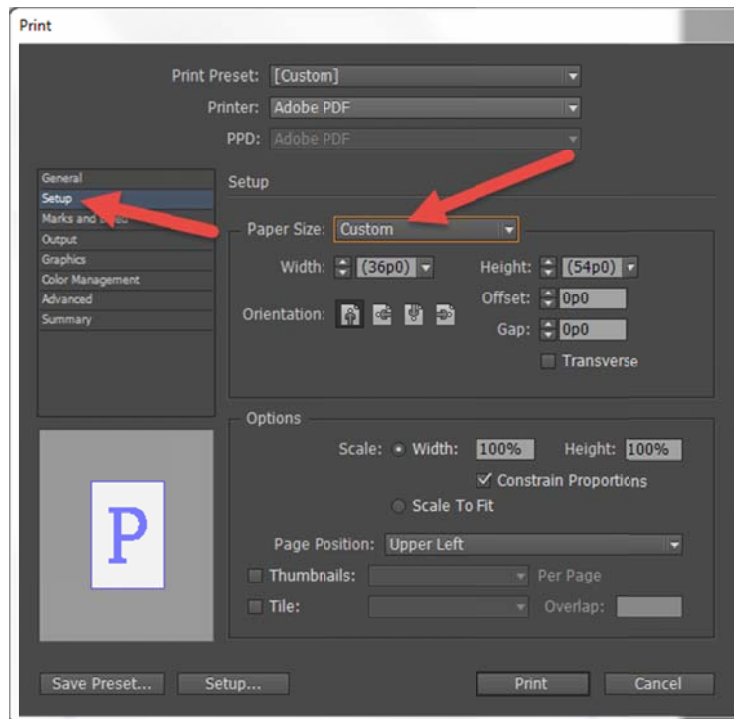 Print
Print Preset: [Custom]
Printer: Adobe PDF
PPD: Adobe PDF
General
Setup
Marks and
Output
Graphics
Color Management
Advanced
Summary
Setup
Paper Size: Custom
Width: (36p0) Height: (54p0)
Orientation: Offset: 0p0
Gap: 0p0
Transverse
Options
Scale: Width: 100% Height: 100%
Constrain Proportions
Scale To Fit
Page Position: Upper Left
Thumbnails: Per Page
Tile: Overlap:
P
Save Preset... Setup... Print Cancel